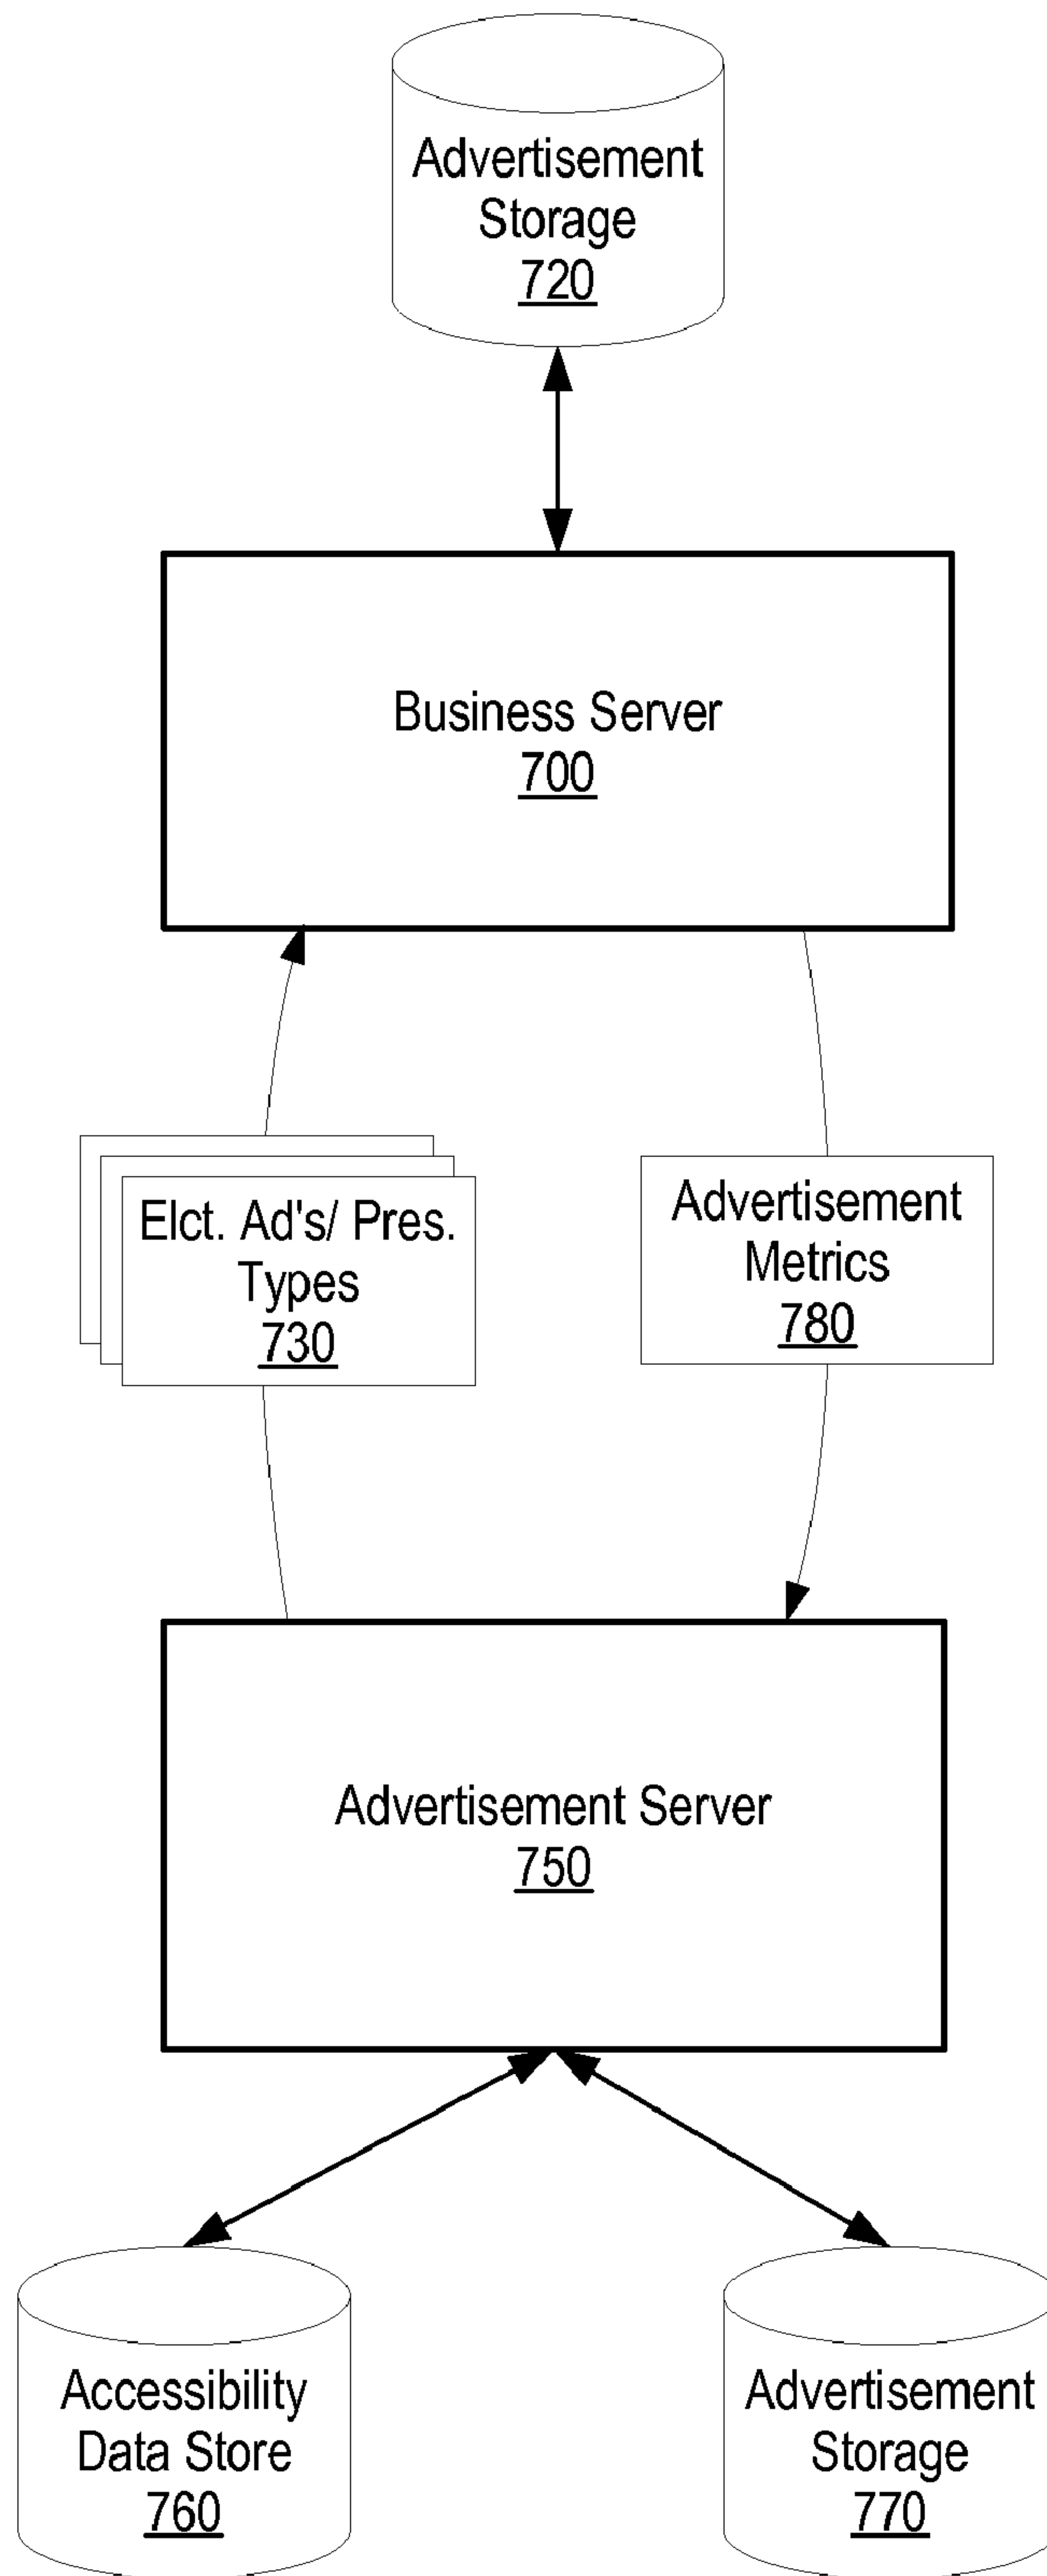 Advertisement
Storage
720
Business Server
700
Elct. Ad's/ Pres.
Types
730
Advertisement
Metrics
780
Advertisement Server
750
Accessibility
Data Store
760
Advertisement
Storage
770